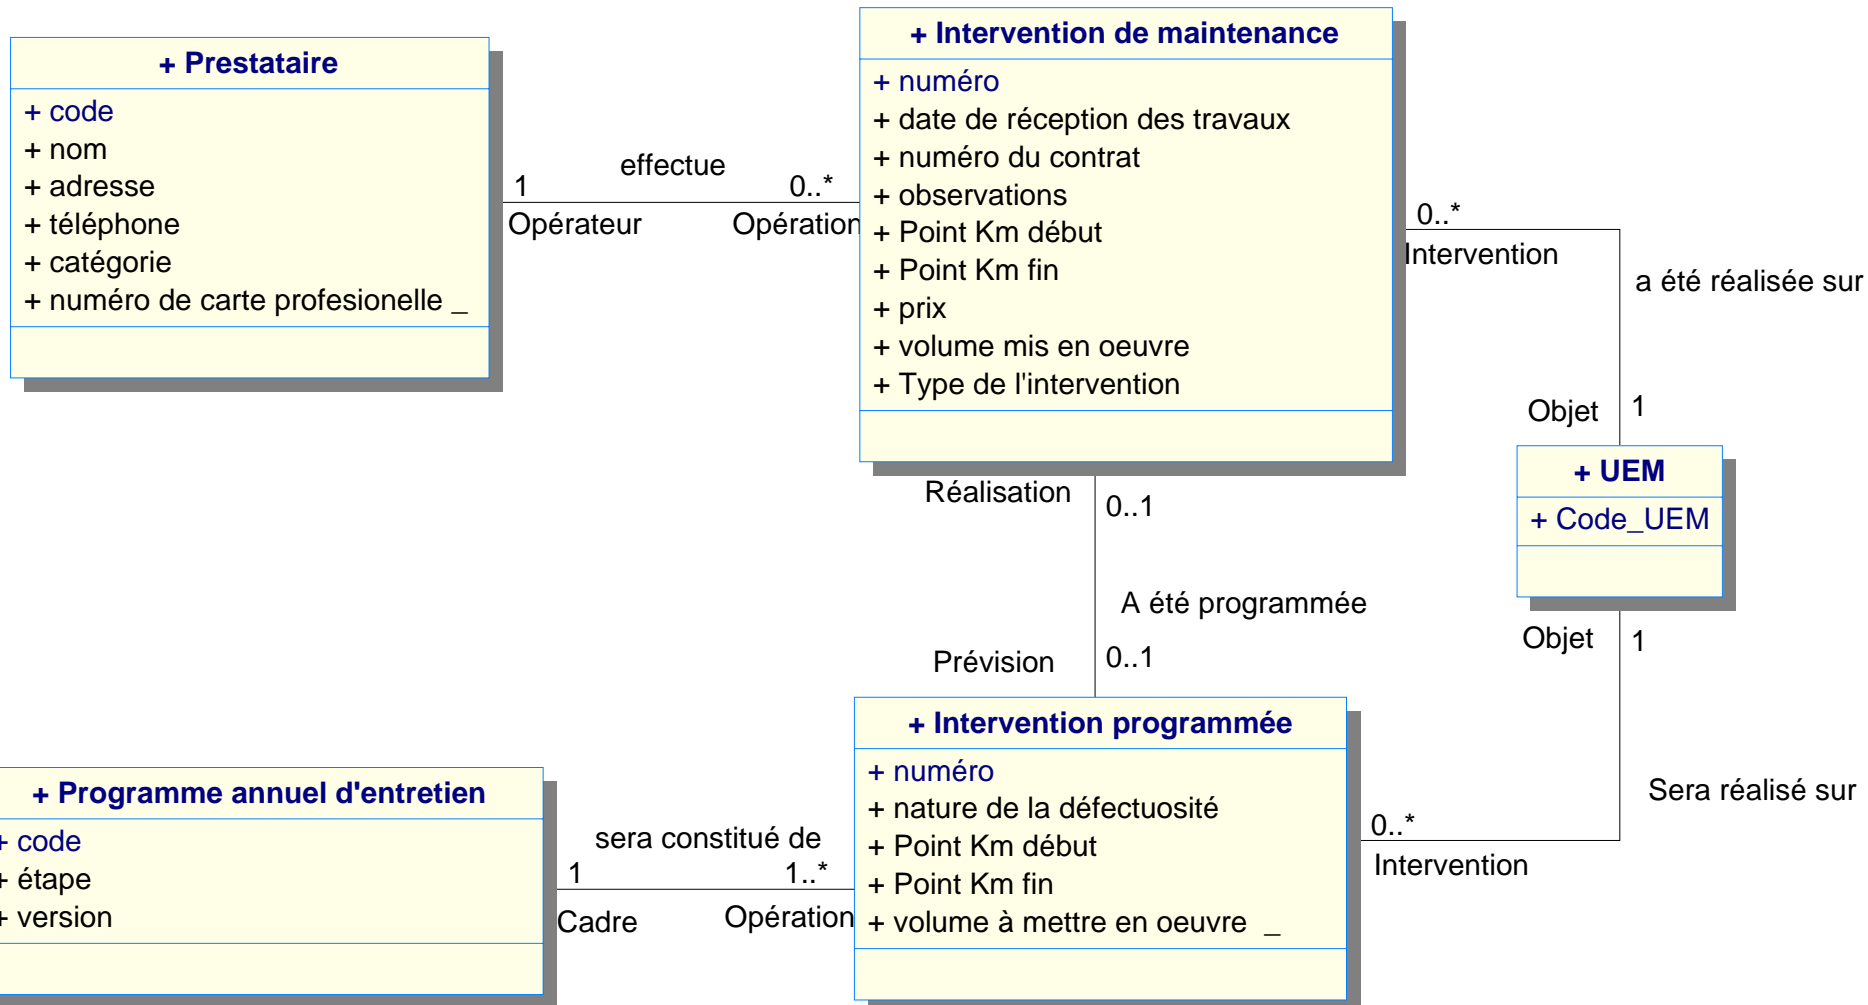 + Prestataire
+ code
+ nom
+ adresse
+ téléphone
+ catégorie
+ numéro de carte profesionelle _
effectue
1
0..*
Opérateur
Opération
+ Intervention de maintenance
+ numéro
+ date de réception des travaux
+ numéro du contrat
+ observations
+ Point Km début
+ Point Km fin
+ prix
+ volume mis en oeuvre
+ Type de l'intervention
0..*
Intervention
a été réalisée sur
Objet
1
+ UEM
+ Code_UEM
Objet
1
Sera réalisé sur
0..*
Intervention
Réalisation
0..1
A été programmée
Prévision
0..1
+ Intervention programmée
+ numéro
+ nature de la défectuosité
+ Point Km début
+ Point Km fin
+ volume à mettre en oeuvre _
sera constitué de
1
1..*
Cadre
Opération
+ Programme annuel d'entretien
+ code
+ étape
+ version